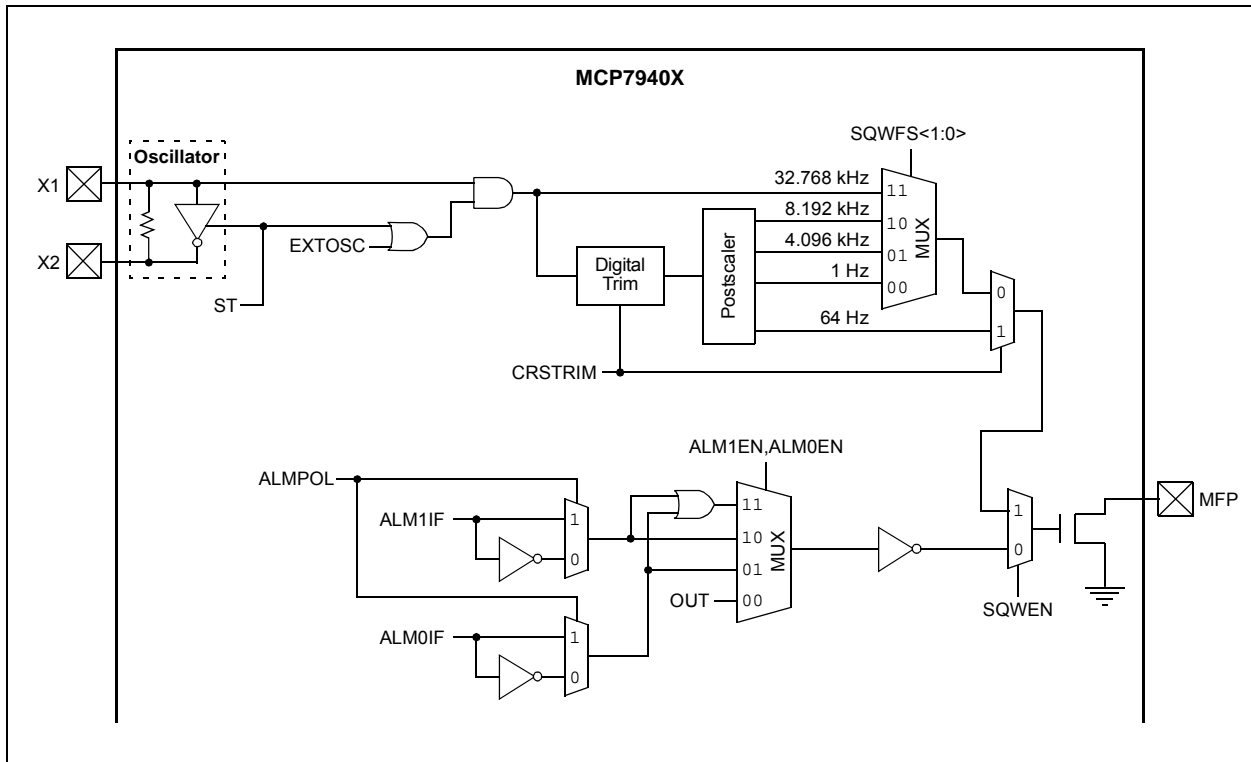 MCP7940X
SQWFS<1:0>
Oscillator
X1
32.768 kHz
11
8.192 kHz
10
4.096 kHz
01
1 Hz
00
MUX
X2
EXTOSC
ST
Digital
Trim
Postscaler
64 Hz
0
1
CRSTRIM
ALM1EN,ALM0EN
ALMPOL
ALM1IF
1
0
11
10
01
00
MUX
OUT
ALM0IF
1
0
1
0
SQWEN
MFP